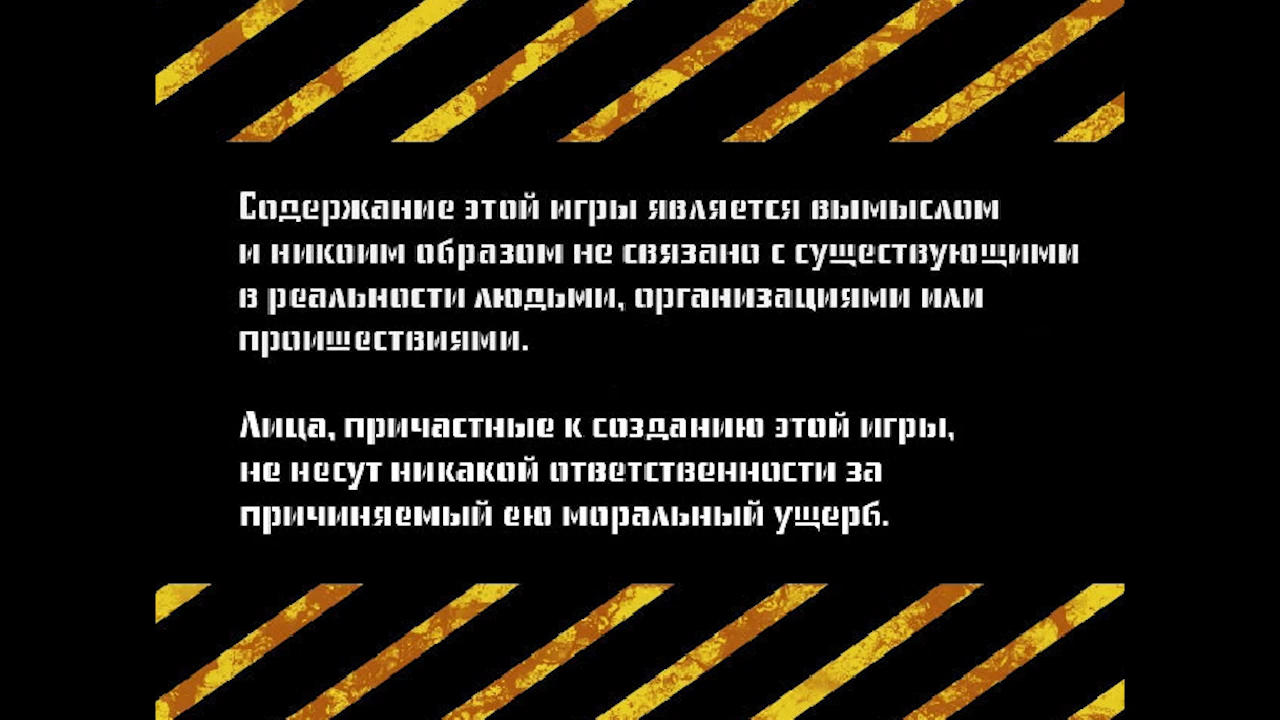 Содержание этой игры является вымыслом
и никоим образом не связано с существующими
в реальности людьми, организациями или
проишествиями.
Лица, причастные к созданию этой игры,
не несут никакой ответственности за
причиняемый ею моральный ущерб.